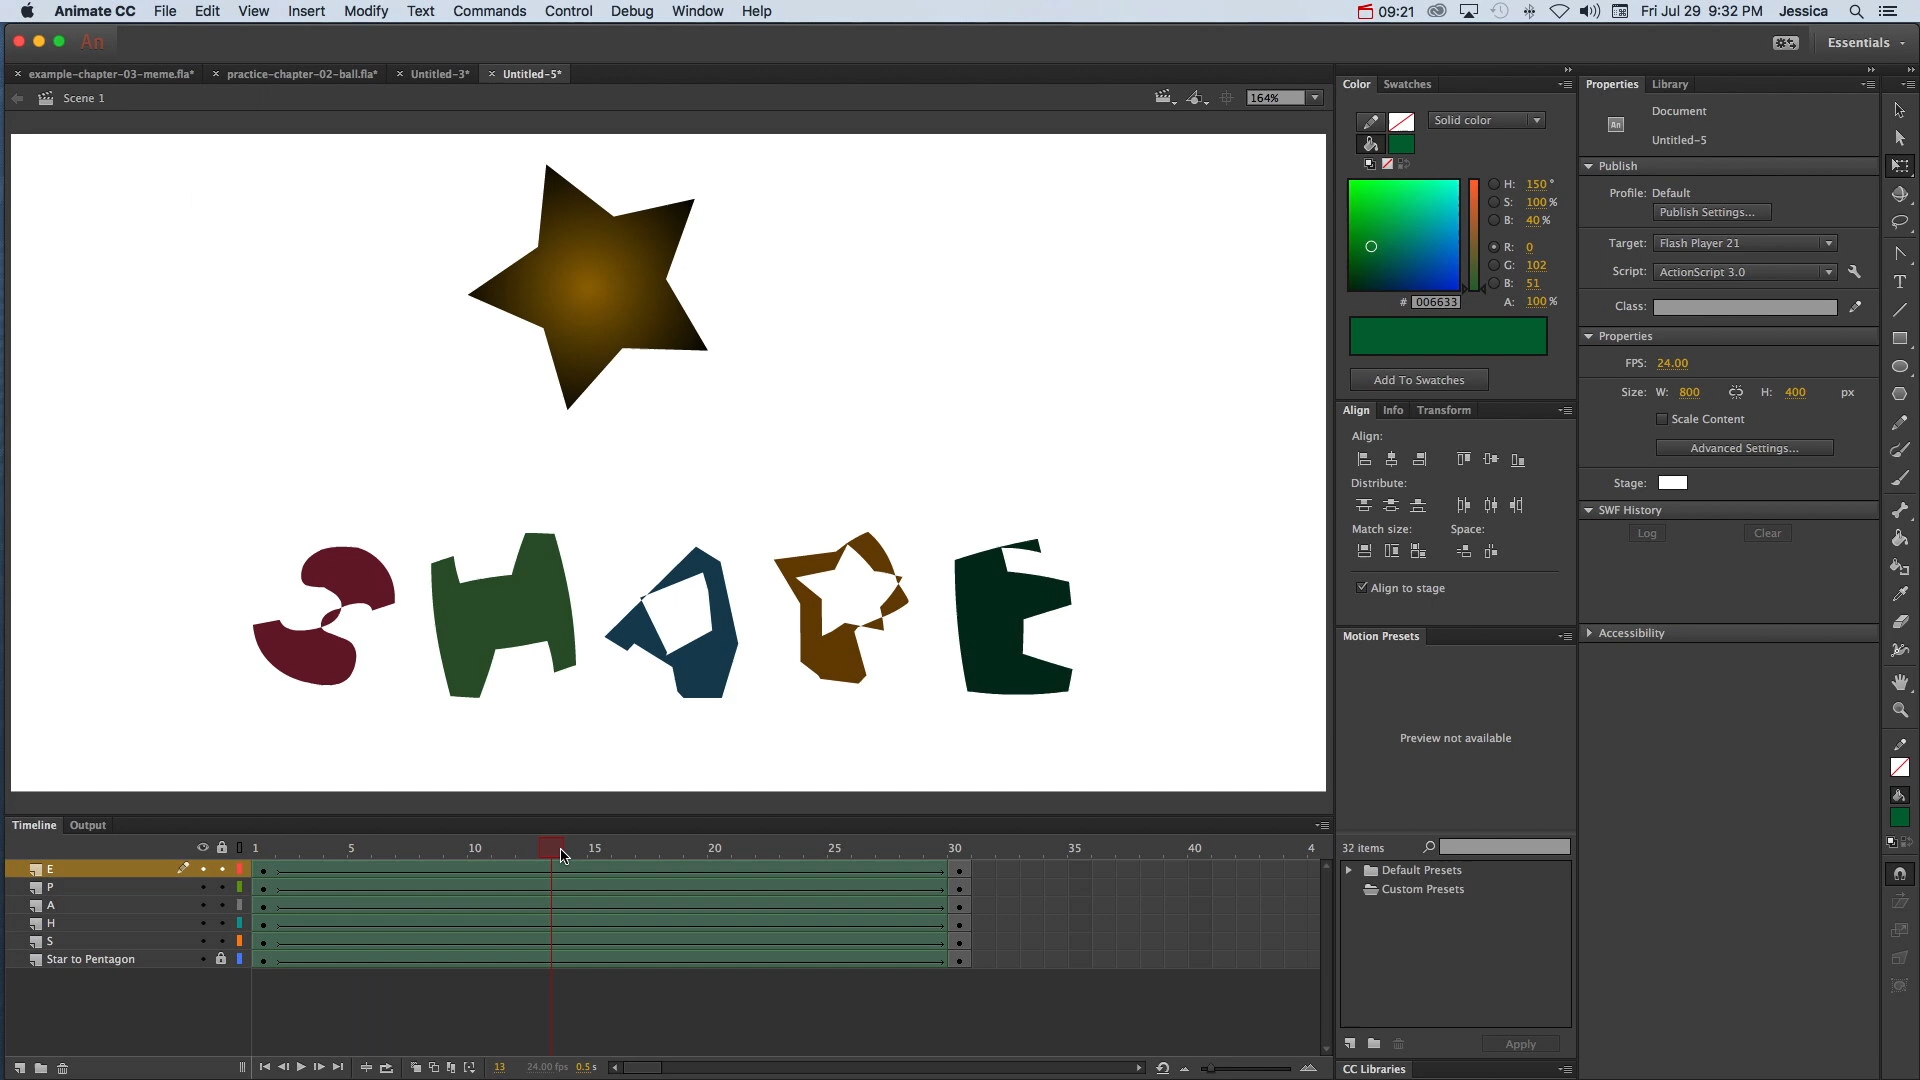 Animate CC File Edit View Insert Modify Text Commands Control Debug Window Help 09:21 Fri Jul 29 9:32 PM Jessica
An Essentials
example-chapter-03-meme.fla* practice-chapter-02-ball.fla* Untitled-3* Untitled-5*
Scene 1 164%
Color Swatches
Solid color
H: 150 °
S: 100 %
B: 40 %
R: 0
G: 102
B: 51
# 006633 A: 100 %
Add To Swatches
Align Info Transform
Align:
Distribute:
Match size: Space:
Align to stage
Motion Presets
Preview not available
32 items
Default Presets
Custom Presets
Apply
CC Libraries
Properties Library
Document
An
Untitled-5
Publish
Profile: Default
Publish Settings...
Target: Flash Player 21
Script: ActionScript 3.0
Class:
Properties
FPS: 24.00
Size: W: 800 H: 400 px
Scale Content
Advanced Settings...
Stage:
SWF History
Log Clear
Accessibility
SHAPE
Timeline Output
1 5 10 15 20 25 30 35 40 4
E
P
A
H
S
Star to Pentagon
13 24.00 fps 0.5 s